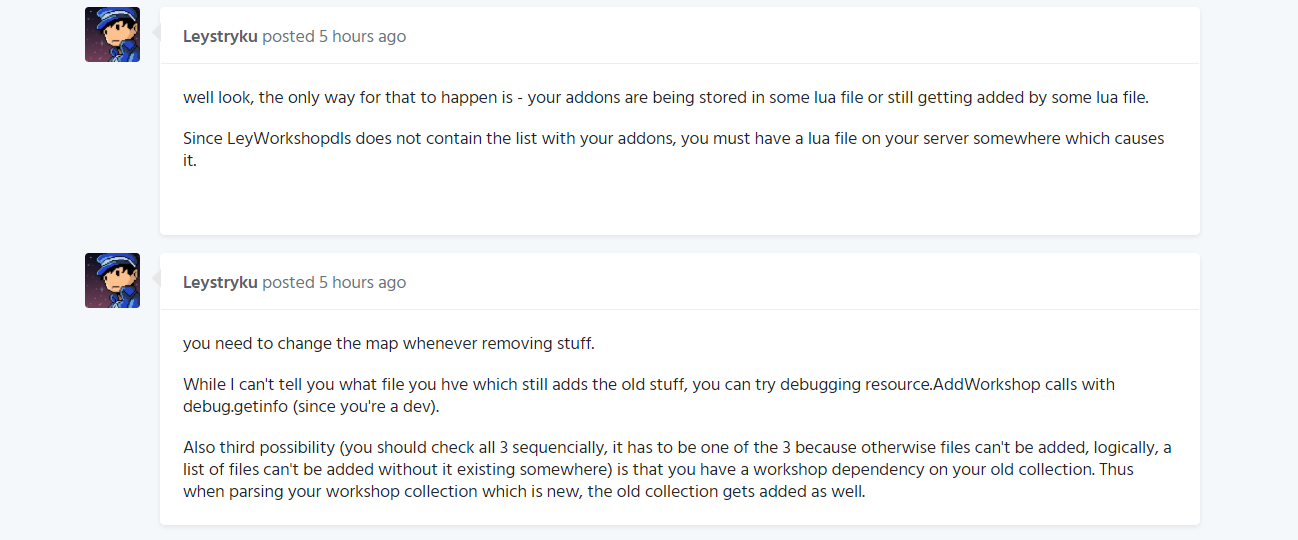 Leystryku posted 5 hours ago
well look, the only way for that to happen is - your addons are being stored in some lua file or still getting added by some lua file.
Since LeyWorkshopdls does not contain the list with your addons, you must have a lua file on your server somewhere which causes
it.
Leystryku posted 5 hours ago
you need to change the map whenever removing stuff.
While I can't tell you what file you hve which still adds the old stuff, you can try debugging resource.AddWorkshop calls with
debug.getinfo (since you're a dev).
Also third possibility (you should check all 3 sequencially, it has to be one of the 3 because otherwise files can't be added, logically, a
list of files can't be added without it existing somewhere) is that you have a workshop dependency on your old collection. Thus
when parsing your workshop collection which is new, the old collection gets added as well.